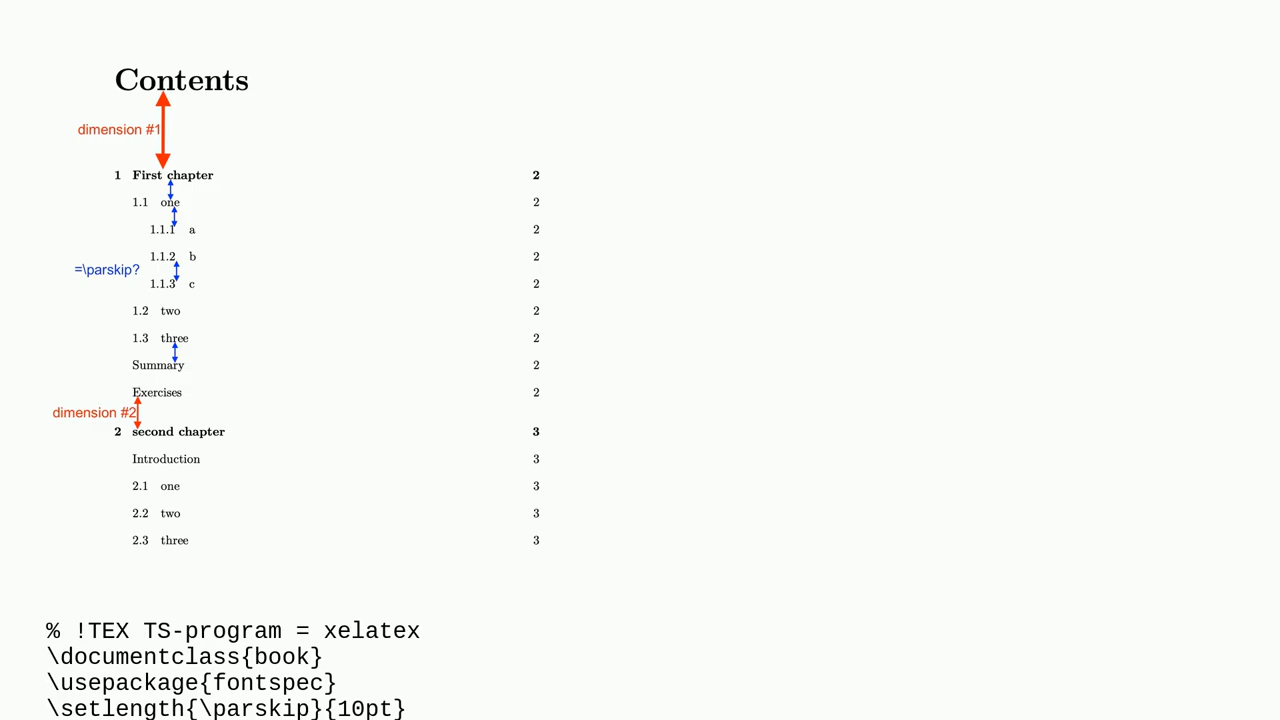 Contents
dimension #1
1 First chapter 2
1.1 one 2
1.1.1 a 2
1.1.2 b 2
=\parskip?
1.1.3 c 2
1.2 two 2
1.3 three 2
Summary 2
Exercises 2
dimension #2
2 second chapter 3
Introduction 3
2.1 one 3
2.2 two 3
2.3 three 3
% !TEX TS-program = xelatex
\documentclass{book}
\usepackage{fontspec}
\setlength{\parskip}{10pt}